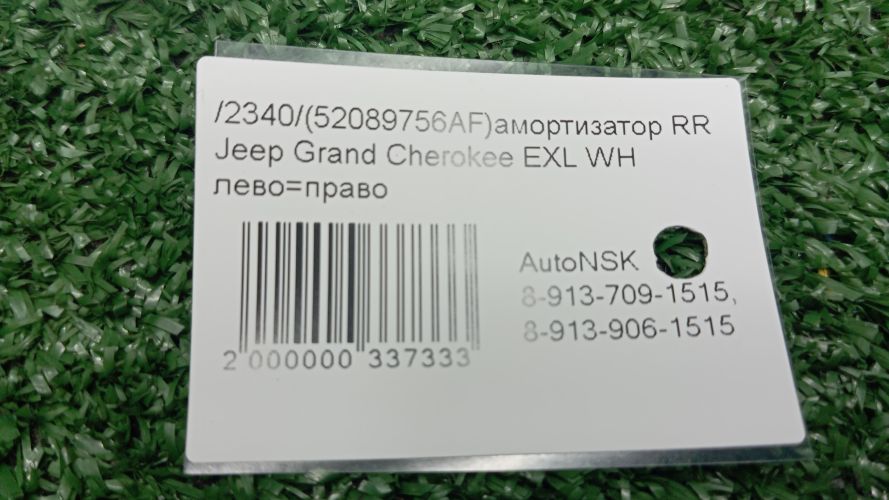 /2340/(52089756AF)амортизатор RR
Jeep Grand Cherokee EXL WH
лево=право
AutoNSK
8-913-709-1515,
8-913-906-1515
2 000000 337333